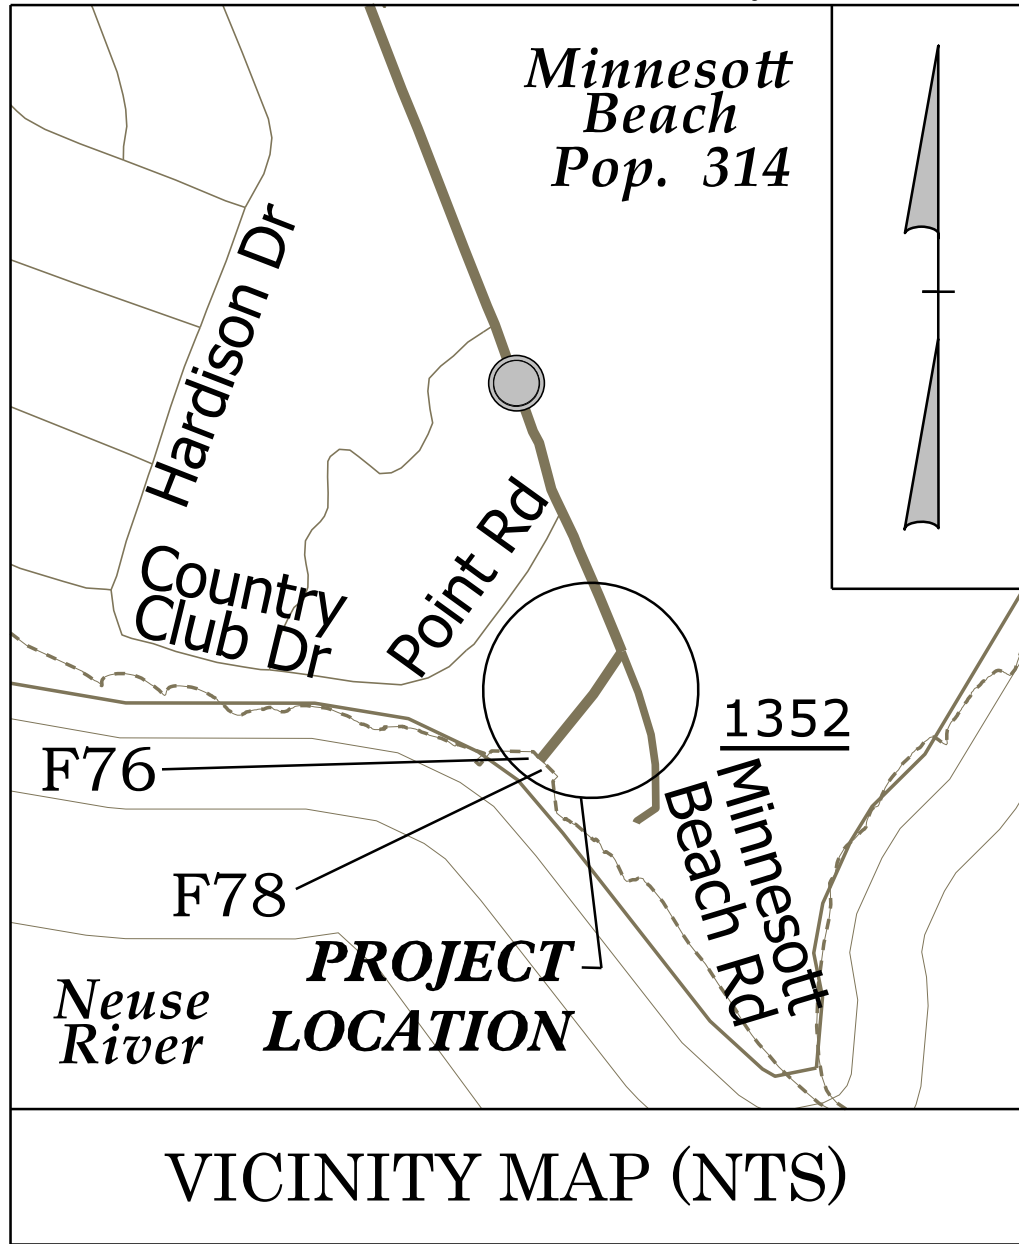 Minnesott
Beach
Pop. 314
Hardison Dr
Country
Club Dr
Point Rd
1352
Minnesott
Beach Rd
F76
F78
PROJECT
LOCATION
Neuse
River
VICINITY MAP (NTS)